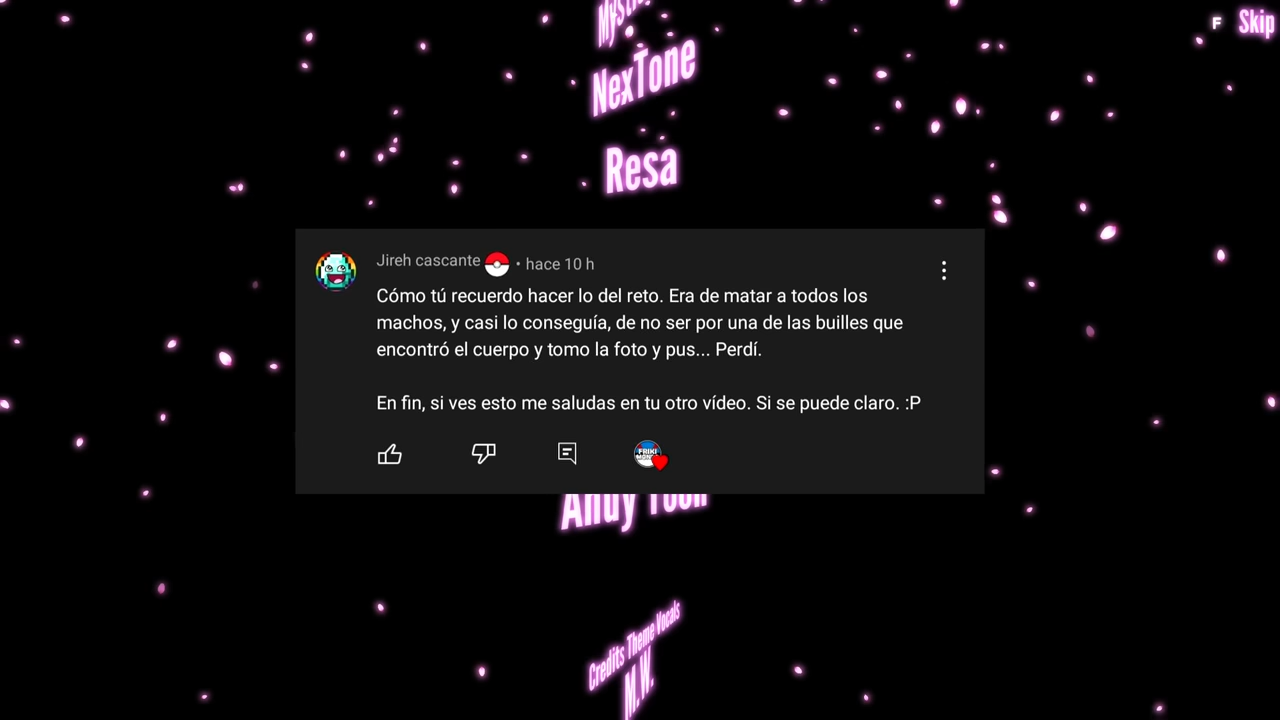 NexTone
F Skip
Resa
Jireh cascante • hace 10 h
Cómo tú recuerdo hacer lo del reto. Era de matar a todos los
machos, y casi lo conseguía, de no ser por una de las builles que
encontró el cuerpo y tomo la foto y pus... Perdí.
En fin, si ves esto me saludas en tu otro vídeo. Si se puede claro. :P
FRIKI
Andy
Credits Theme Vocals
M.W.